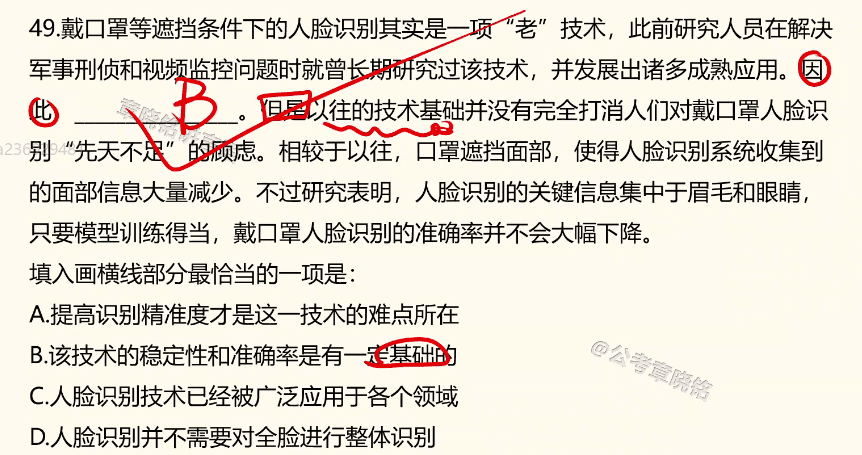 49.戴口罩等遮挡条件下的人脸识别其实是一项“老”技术，此前研究人员在解决
军事刑侦和视频监控问题时就曾长期研究过该技术，并发展出诸多成熟应用。因
此 ________________。但是以往的技术基础并没有完全打消人们对戴口罩人脸识
B
别“先天不足”的顾虑。相较于以往，口罩遮挡面部，使得人脸识别系统收集到
的面部信息大量减少。不过研究表明，人脸识别的关键信息集中于眉毛和眼睛，
只要模型训练得当，戴口罩人脸识别的准确率并不会大幅下降。
填入画横线部分最恰当的一项是：
A.提高识别精准度才是这一技术的难点所在
B.该技术的稳定性和准确率是有一定基础的
@公考章晓铭
C.人脸识别技术已经被广泛应用于各个领域
D.人脸识别并不需要对全脸进行整体识别